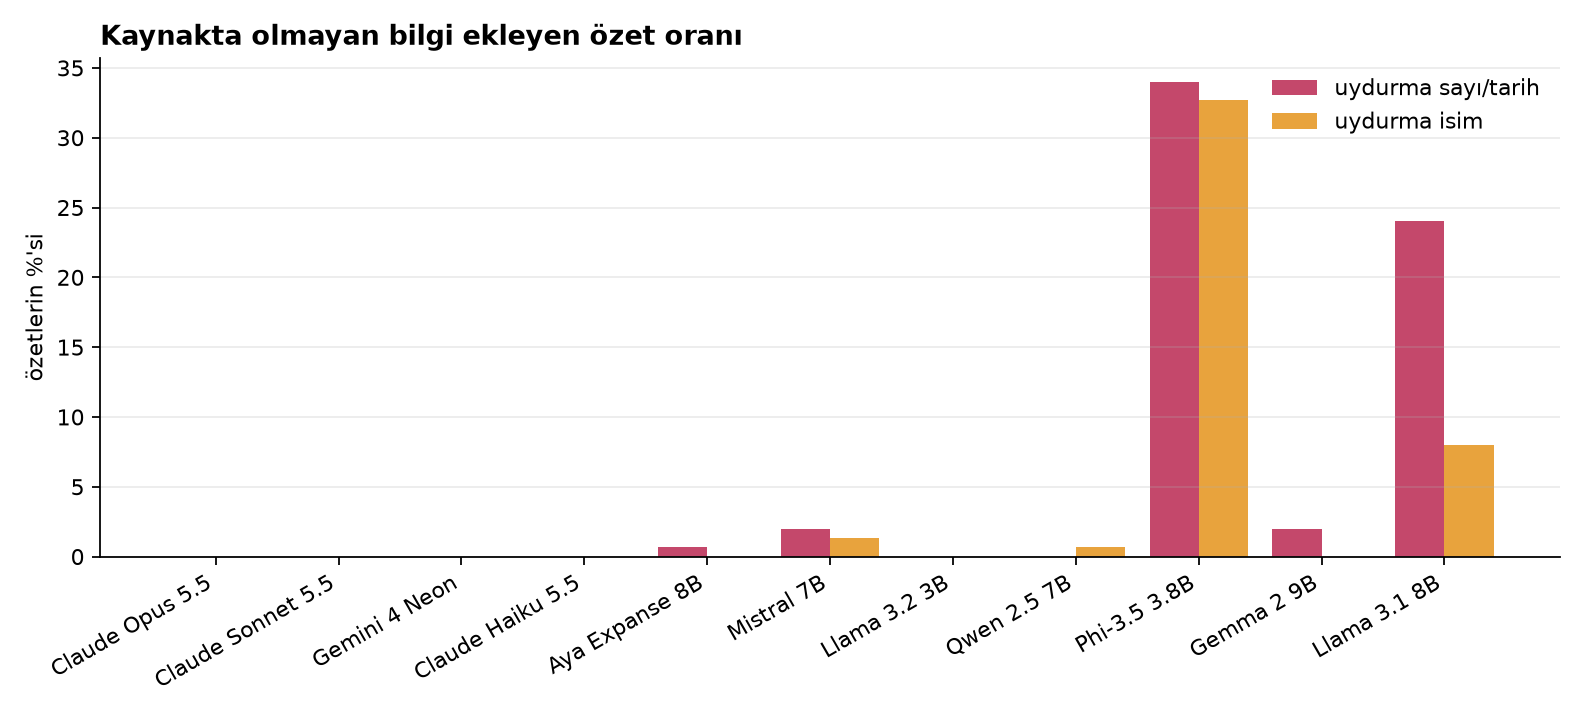 Kaynakta olmayan bilgi ekleyen özet oranı
özetlerin %'si
35
30
25
20
15
10
5
0
uydurma sayı/tarih
uydurma isim
Claude Opus 5.5
Claude Sonnet 5.5
Gemini 4 Neon
Claude Haiku 5.5
Aya Expanse 8B
Mistral 7B
Llama 3.2 3B
Qwen 2.5 7B
Phi-3.5 3.8B
Gemma 2 9B
Llama 3.1 8B